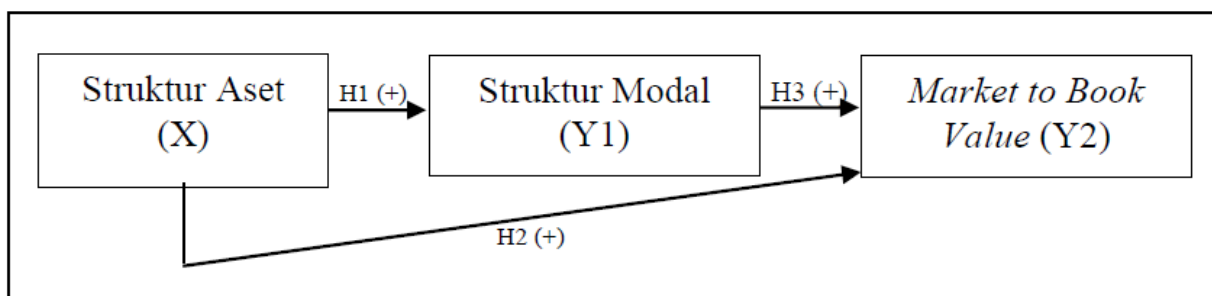 Struktur Aset
(X)
H1 (+)
Struktur Modal
(Y1)
H3 (+)
Market to Book
Value (Y2)
H2 (+)